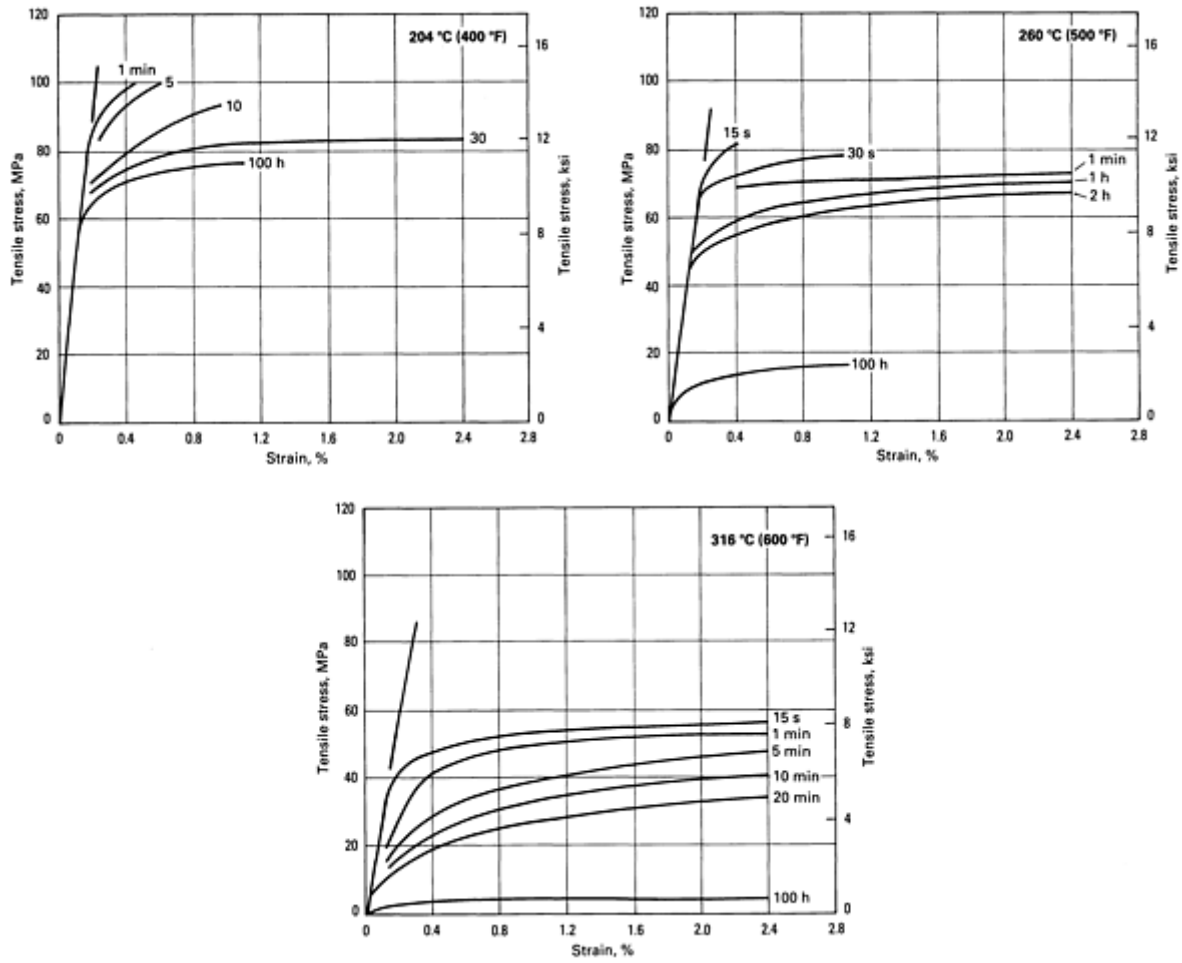 120
100
80
60
40
20
0
Tensile stress, MPa
204 °C (400 °F)
1 min
5
10
30
100 h
16
12
8
4
0
Tensile stress, ksi
0 0.4 0.8 1.2 1.6 2.0 2.4 2.8
Strain, %
120
100
80
60
40
20
0
Tensile stress, MPa
260 °C (500 °F)
15 s
30 s
1 min
1 h
2 h
100 h
16
12
8
4
0
Tensile stress, ksi
0 0.4 0.8 1.2 1.6 2.0 2.4 2.8
Strain, %
120
100
80
60
40
20
0
Tensile stress, MPa
316 °C (600 °F)
15 s
1 min
5 min
10 min
20 min
100 h
16
12
8
4
0
Tensile stress, ksi
0 0.4 0.8 1.2 1.6 2.0 2.4 2.8
Strain, %